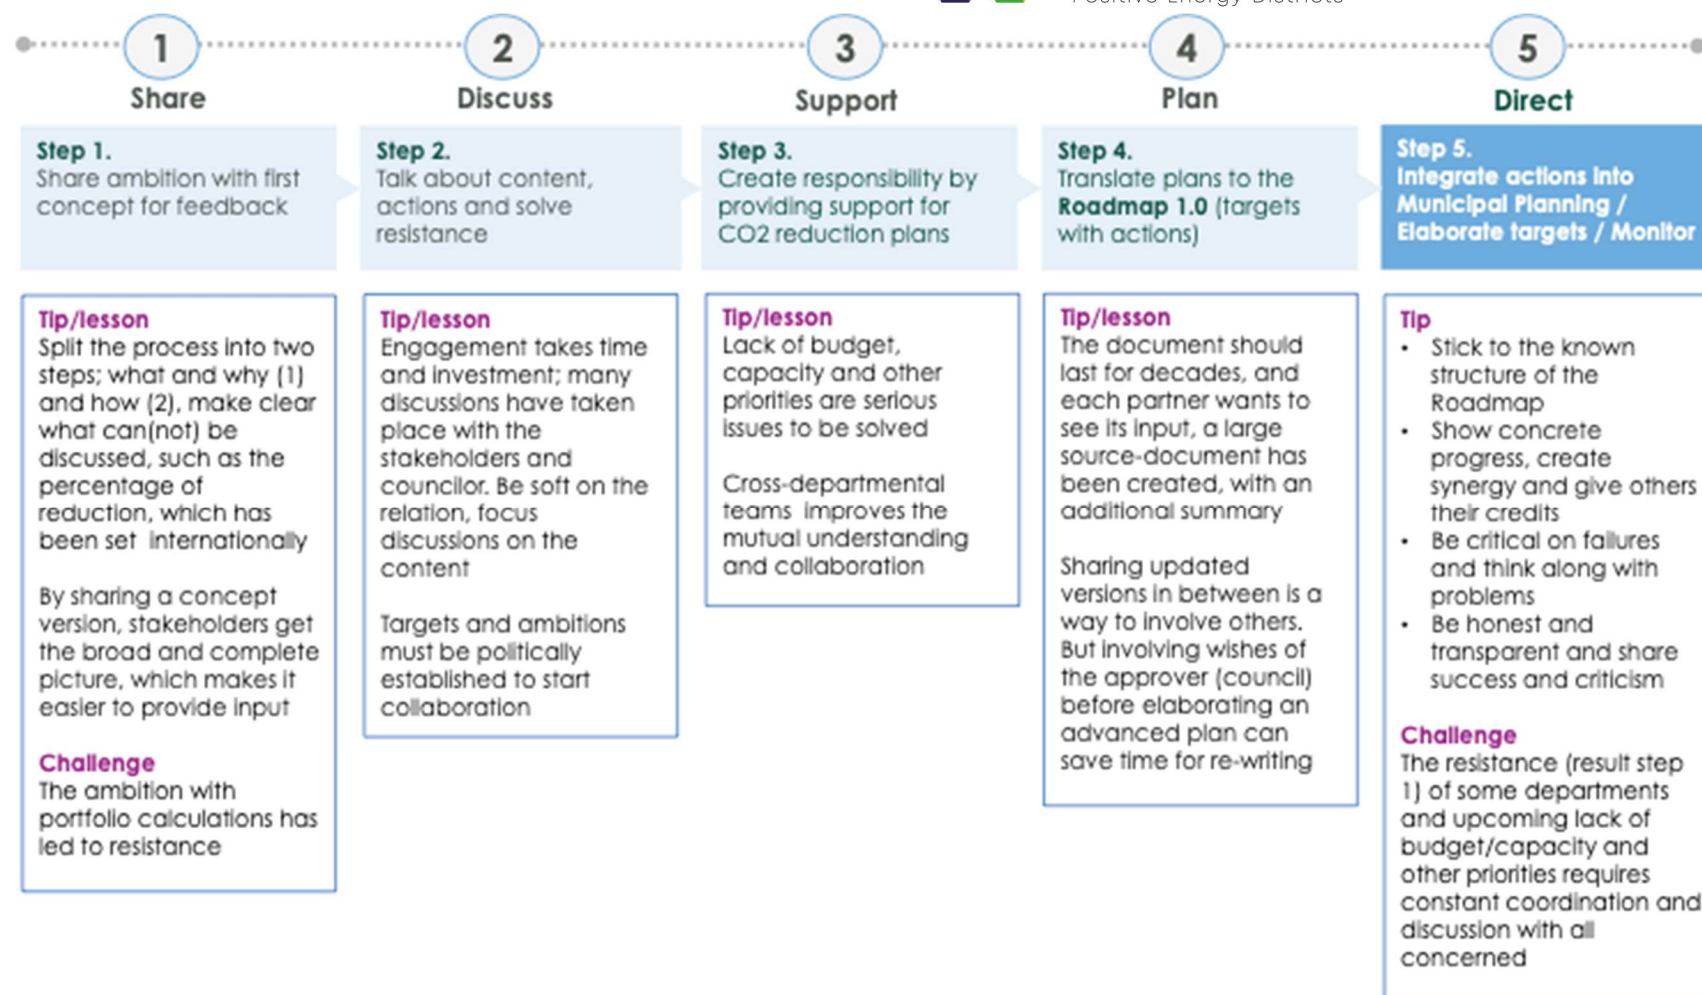 Positive Energy Districts
1
2
3
4
5
Share
Discuss
Support
Plan
Direct
Step 1.
Share ambition with first
concept for feedback
Step 2.
Talk about content,
actions and solve
resistance
Step 3.
Create responsibility by
providing support for
CO2 reduction plans
Step 4.
Translate plans to the
Roadmap 1.0 (targets
with actions)
Step 5.
Integrate actions into
Municipal Planning /
Elaborate targets / Monitor
Tip/lesson
Split the process into two
steps; what and why (1)
and how (2), make clear
what can(not) be
discussed, such as the
percentage of
reduction, which has
been set internationally
By sharing a concept
version, stakeholders get
the broad and complete
picture, which makes it
easier to provide input
Challenge
The ambition with
portfolio calculations has
led to resistance
Tip/lesson
Engagement takes time
and investment; many
discussions have taken
place with the
stakeholders and
councilor. Be soft on the
relation, focus
discussions on the
content
Targets and ambitions
must be politically
established to start
collaboration
Tip/lesson
Lack of budget,
capacity and other
priorities are serious
issues to be solved
Cross-departmental
teams improves the
mutual understanding
and collaboration
Tip/lesson
The document should
last for decades, and
each partner wants to
see its input, a large
source-document has
been created, with an
additional summary
Sharing updated
versions in between is a
way to involve others.
But involving wishes of
the approver (council)
before elaborating an
advanced plan can
save time for re-writing
Tip
• Stick to the known
structure of the
Roadmap
• Show concrete
progress, create
synergy and give others
their credits
• Be critical on failures
and think along with
problems
• Be honest and
transparent and share
success and criticism
Challenge
The resistance (result step
1) of some departments
and upcoming lack of
budget/capacity and
other priorities requires
constant coordination and
discussion with all
concerned